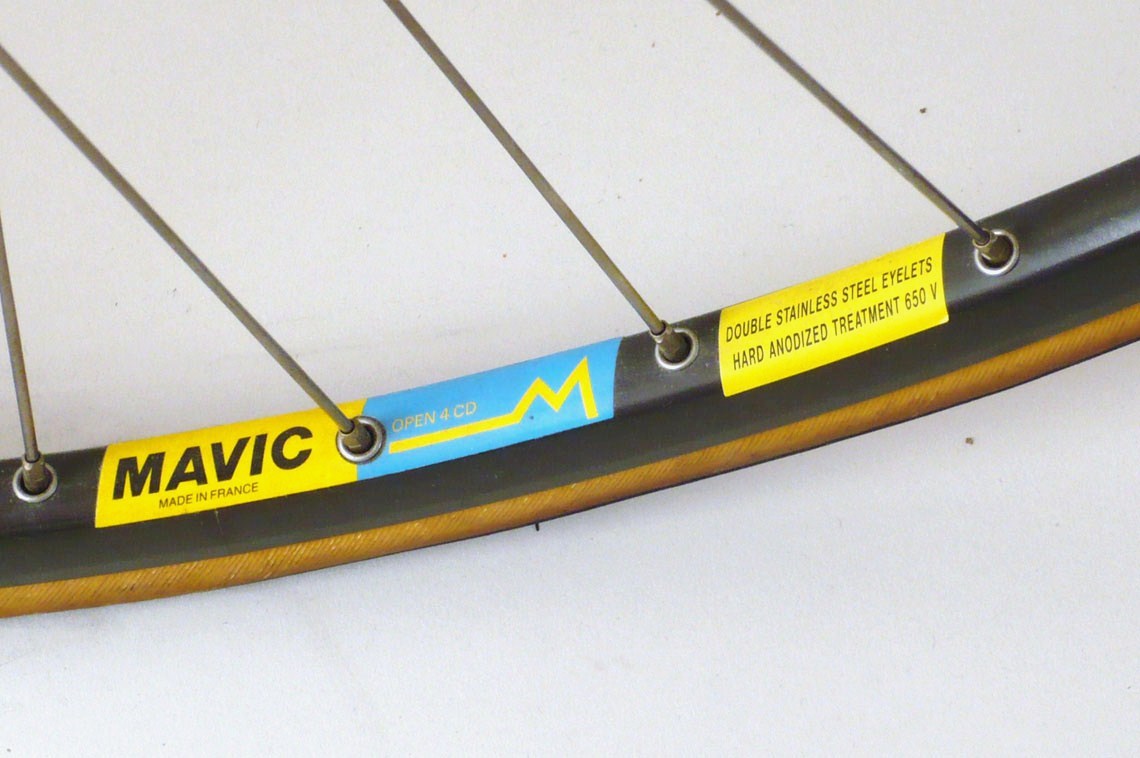 MAVIC
MADE IN FRANCE
OPEN 4 CD
DOUBLE STAINLESS STEEL EYELETS
HARD ANODIZED TREATMENT 650 V